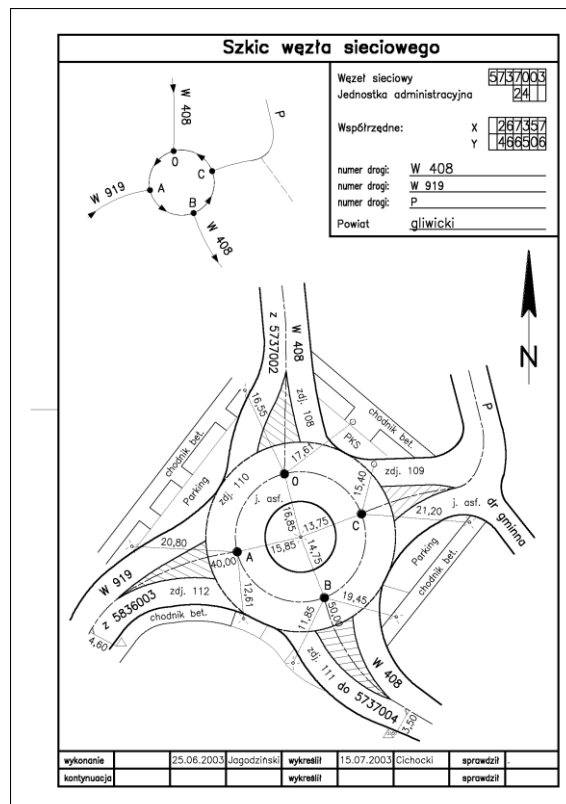 Szkic węzła sieciowego
Węzeł sieciowy 5737003
Jednostka administracyjna 24
Współrzędne: X 267357
Y 466506
numer drogi: W 408
numer drogi: W 919
numer drogi: P
Powiat gliwicki
W 408
P
O
C
A
B
W 919
W 408
N
z 5737002
W 408
P
16,55
zdj. 108
chodnik bet.
chodnik bet.
17,61
PKS
Parking
zdj. 110
15,40
zdj. 109
O
j. asf.
16,85
13,75
C
21,20
j. asf.
dr gminna
20,80
15,85
14,75
A
40,00
B
Parking
chodnik bet.
W 919
z 5836003
zdj. 112
12,61
19,45
11,85
50,00
chodnik bet.
4,60
zdj. 111
do 5737004
W 408
3,50
wykonanie 25.06.2003 Jagodziński wykreślił 15.07.2003 Cichocki sprawdził .
kontynuacja wykreślił sprawdził